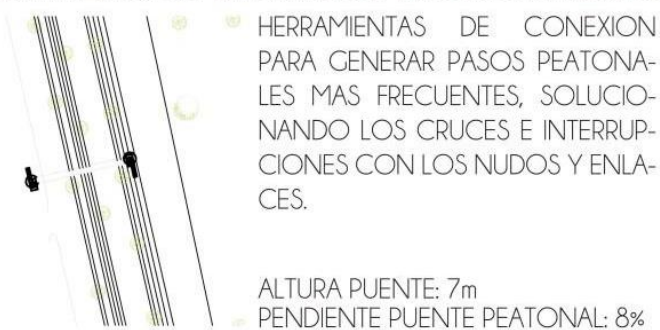 HERRAMIENTAS DE CONEXION
PARA GENERAR PASOS PEATONA-
LES MAS FRECUENTES, SOLUCIO-
NANDO LOS CRUCES E INTERRUP-
CIONES CON LOS NUDOS Y ENLA-
CES.
ALTURA PUENTE: 7m
PENDIENTE PUENTE PEATONAL: 8%